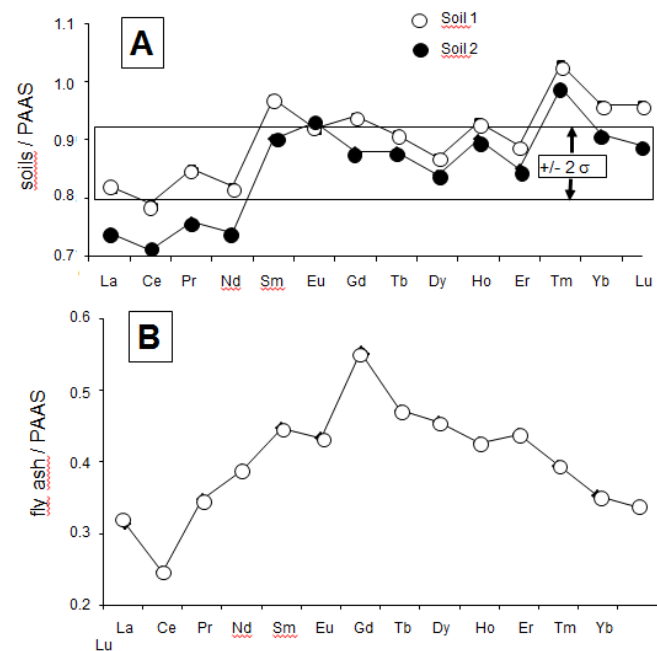 1.1
A
Soil 1
Soil 2
1.0
0.9
+/- 2 σ
0.8
0.7
soils / PAAS
La Ce Pr Nd Sm Eu Gd Tb Dy Ho Er Tm Yb Lu
0.6
B
0.5
0.4
0.3
0.2
fly ash / PAAS
La Ce Pr Nd Sm Eu Gd Tb Dy Ho Er Tm Yb
Lu